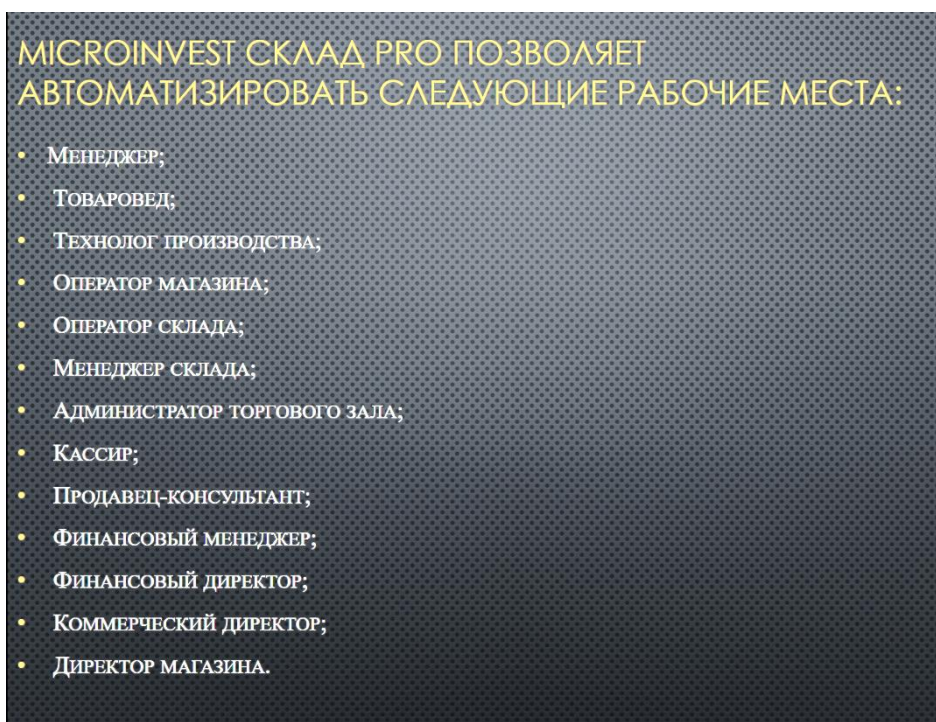 MICROINVEST СКЛАД PRO ПОЗВОЛЯЕТ
АВТОМАТИЗИРОВАТЬ СЛЕДУЮЩИЕ РАБОЧИЕ МЕСТА:
• Менеджер;
• Товаровед;
• Технолог производства;
• Оператор магазина;
• Оператор склада;
• Менеджер склада;
• Администратор торгового зала;
• Кассир;
• Продавец-консультант;
• Финансовый менеджер;
• Финансовый директор;
• Коммерческий директор;
• Директор магазина.